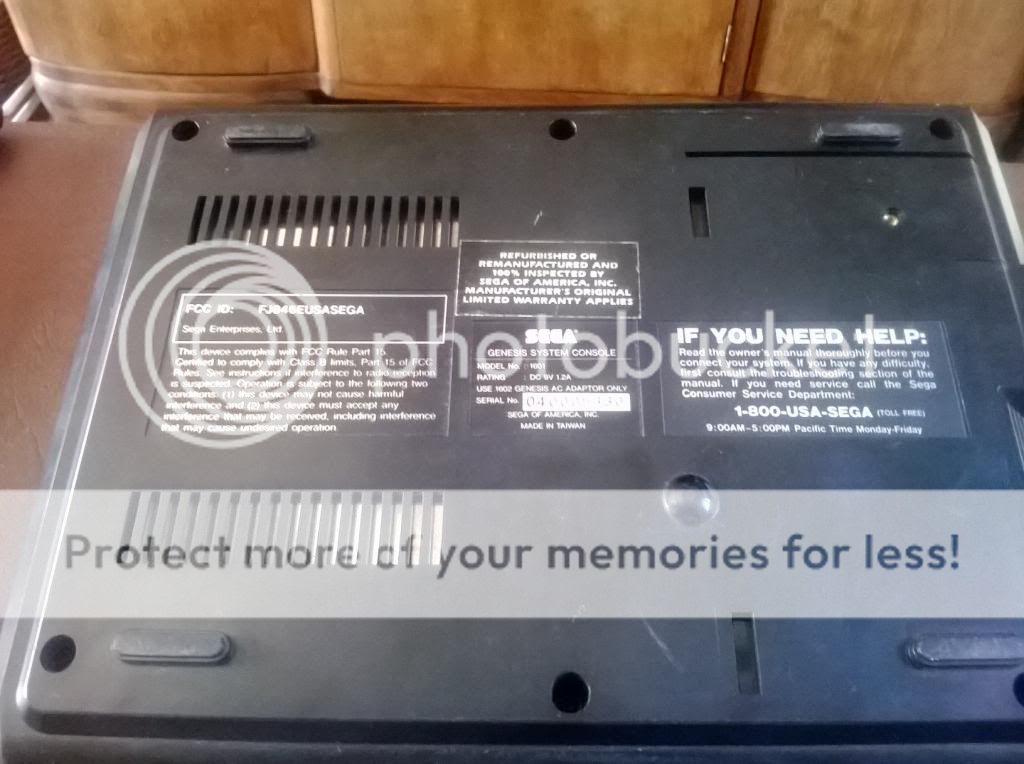 REFURBISHED OR
REMANUFACTURED AND
100% INSPECTED BY
SEGA OF AMERICA, INC.
MANUFACTURER'S ORIGINAL
LIMITED WARRANTY APPLIES
FCC ID: FJ846EUSASEGA
Sega Enterprises, Ltd.
This device complies with FCC Rule Part 15.
Certified to comply with Class B limits, Part 15 of FCC
Rules. See instructions if interference to radio reception
is suspected. Operation is subject to the following two
conditions: (1) this device may not cause harmful
interference and (2) this device must accept any
interference that may be received, including interference
that may cause undesired operation.
SEGA
GENESIS SYSTEM CONSOLE
MODEL No. : 1601
RATING : DC 9V 1.2A
USE 1602 GENESIS AC ADAPTOR ONLY
SERIAL No.
SEGA OF AMERICA, INC.
MADE IN TAIWAN
IF YOU NEED HELP:
Read the owner's manual thoroughly before you
connect your system. If you have any difficulty,
first consult the troubleshooting section of the
manual. If you need service call the Sega
Consumer Service Department:
1-800-USA-SEGA (TOLL FREE)
9:00AM-5:00PM Pacific Time Monday-Friday
photobucket
Protect more of your memories for less!